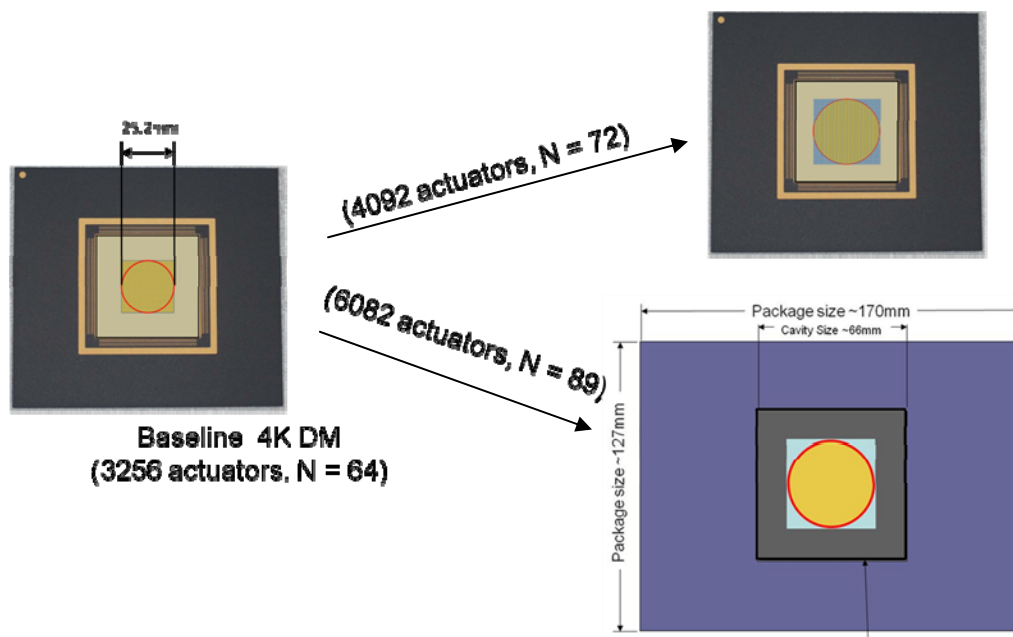 25.2mm
(4092 actuators, N = 72)
(6082 actuators, N = 89)
Baseline 4K DM
(3256 actuators, N = 64)
Package size ~170mm
Cavity Size ~66mm
Package size ~127mm